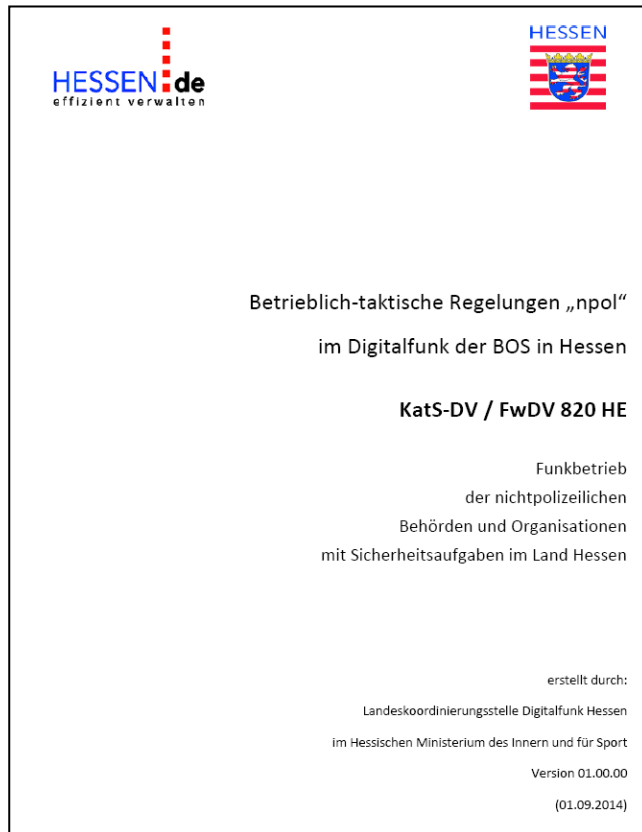 HESSEN de
effizient verwalten
HESSEN
Betrieblich-taktische Regelungen „npol“
im Digitalfunk der BOS in Hessen
KatS-DV / FwDV 820 HE
Funkbetrieb
der nichtpolizeilichen
Behörden und Organisationen
mit Sicherheitsaufgaben im Land Hessen
erstellt durch:
Landeskoordinierungsstelle Digitalfunk Hessen
im Hessischen Ministerium des Innern und für Sport
Version 01.00.00
(01.09.2014)